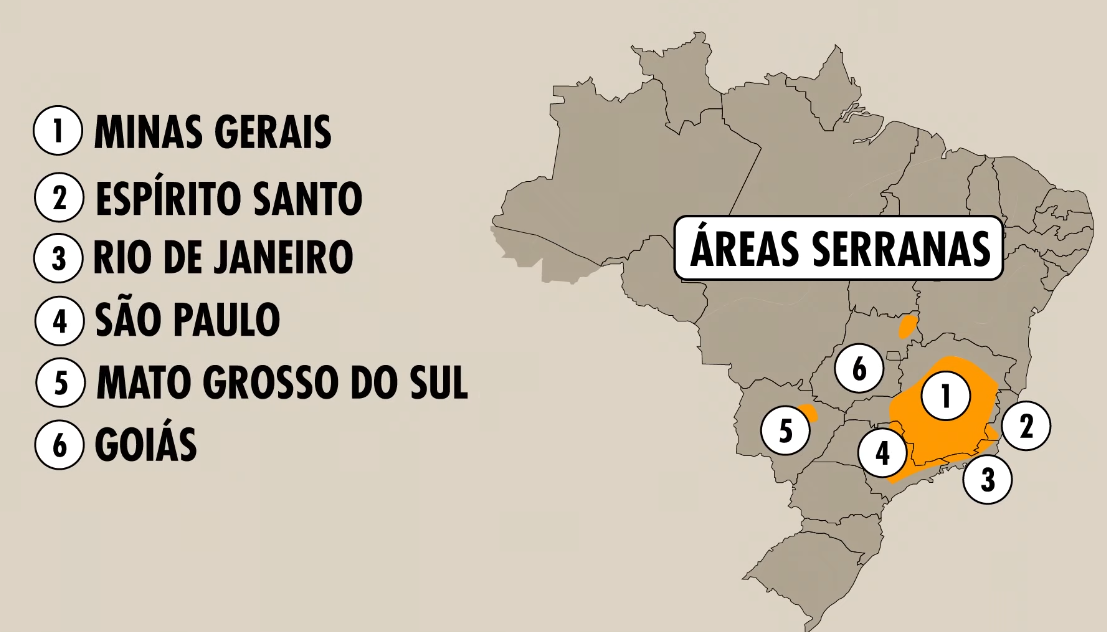 1 MINAS GERAIS
2 ESPÍRITO SANTO
3 RIO DE JANEIRO
4 SÃO PAULO
5 MATO GROSSO DO SUL
6 GOIÁS
ÁREAS SERRANAS
6
1
5
2
4
3